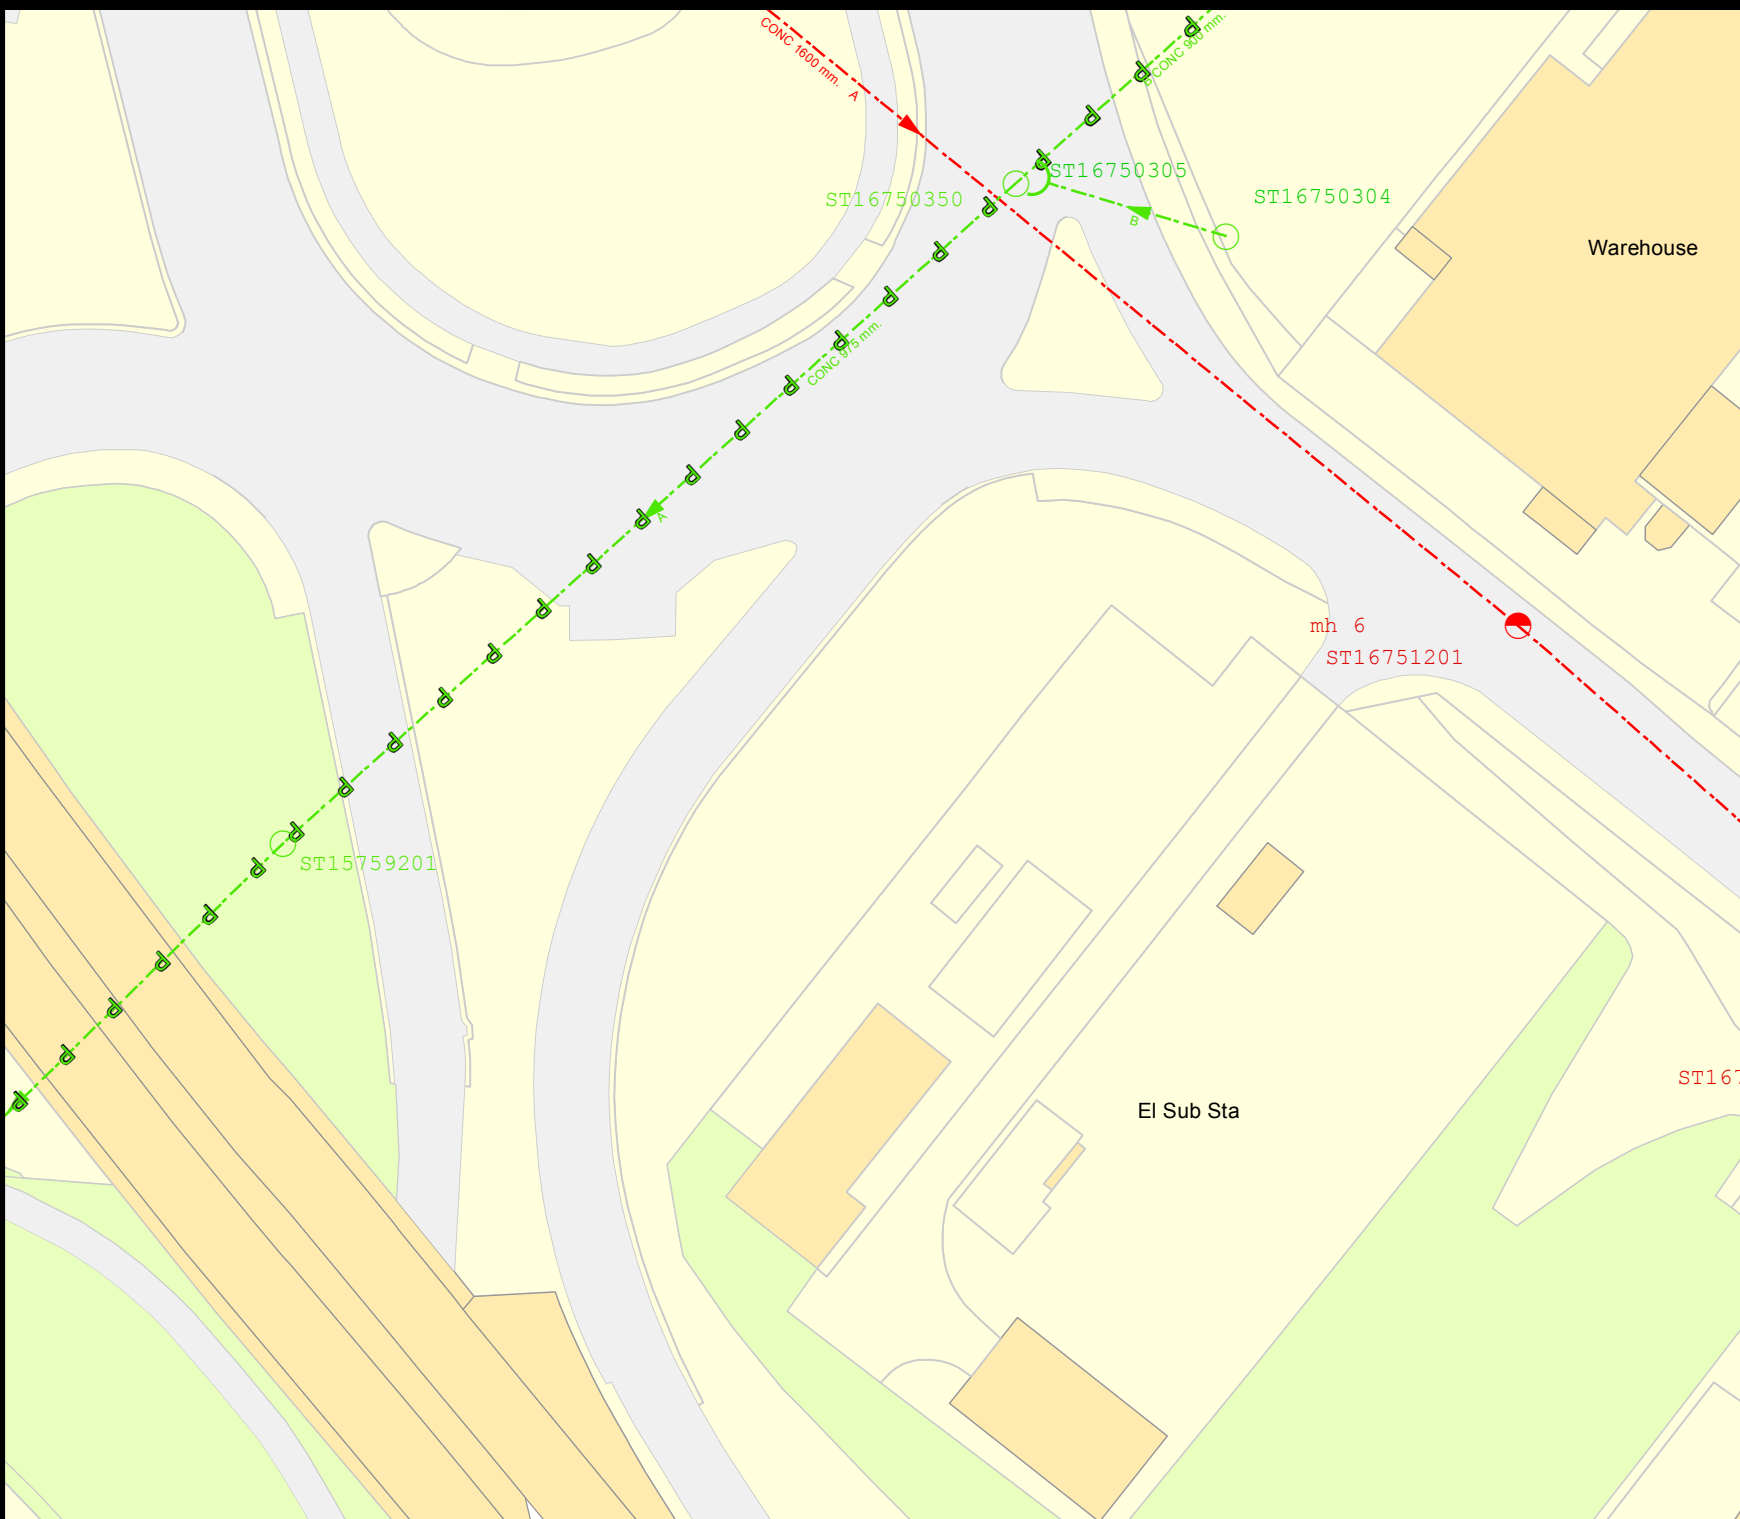 CONC 1600 mm.
A
B CONC 900 mm.
ST16750305
ST16750350
ST16750304
B
Warehouse
CONC 975 mm.
A
mh 6
ST16751201
ST15759201
ST167
El Sub Sta